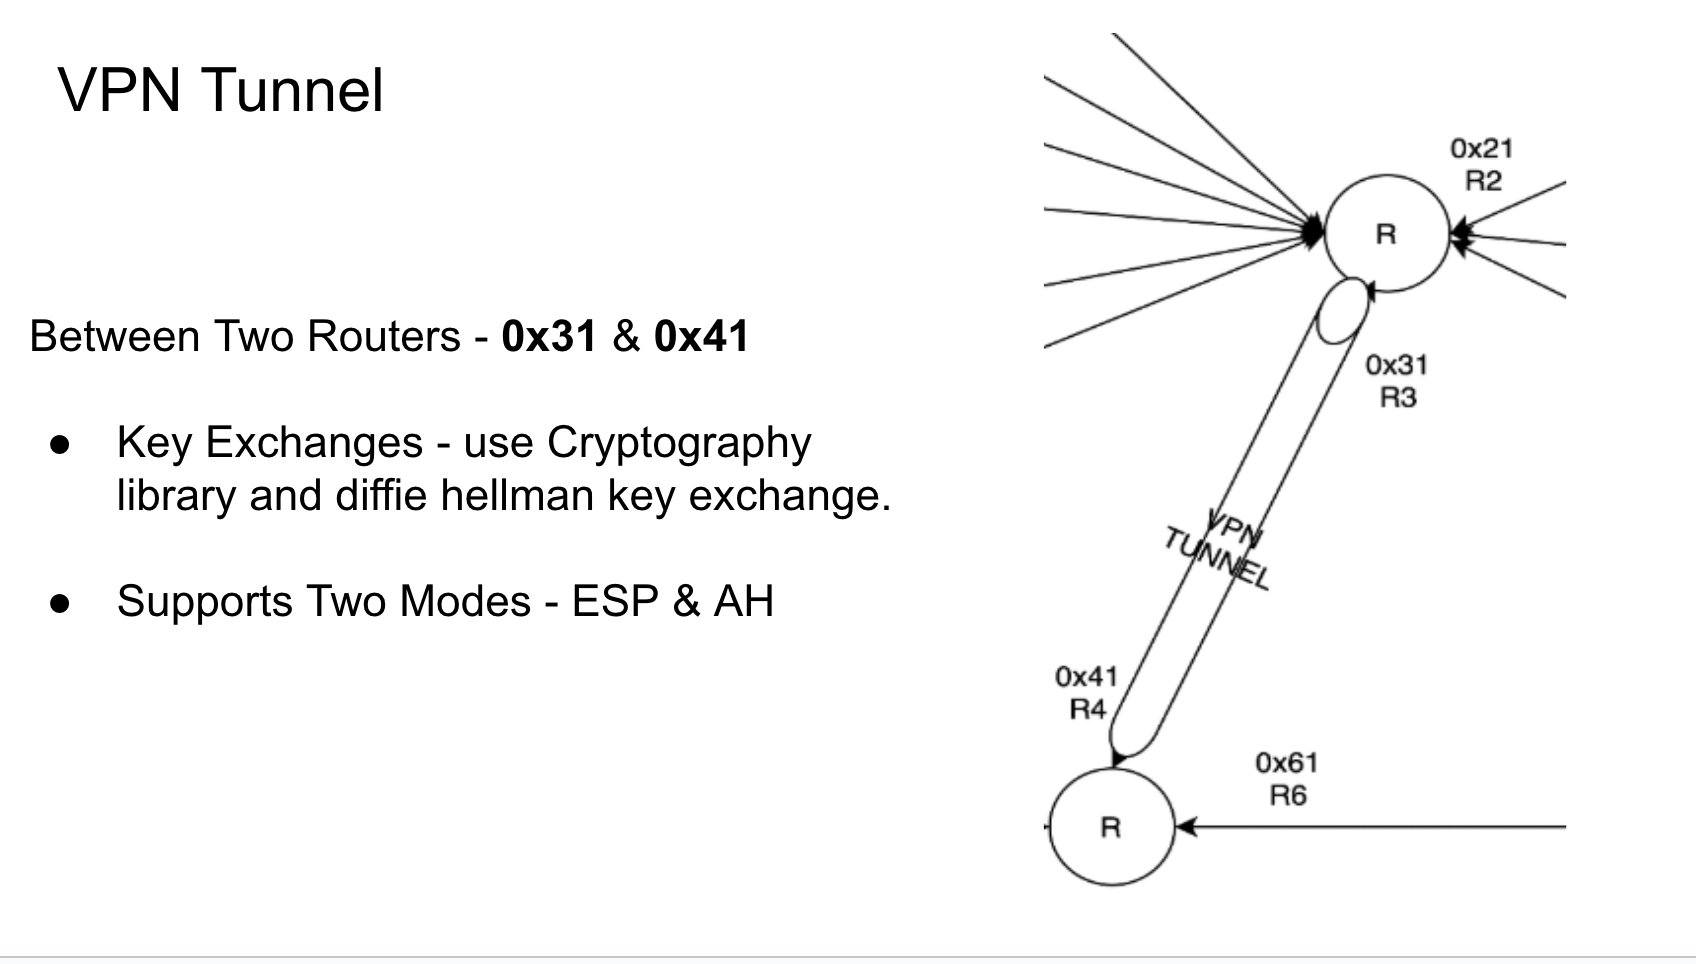 VPN Tunnel
Between Two Routers - 0x31 & 0x41
● Key Exchanges - use Cryptography
library and diffie hellman key exchange.
● Supports Two Modes - ESP & AH
0x21
R2
R
0x31
R3
VPN
TUNNEL
0x41
R4
0x61
R6
R